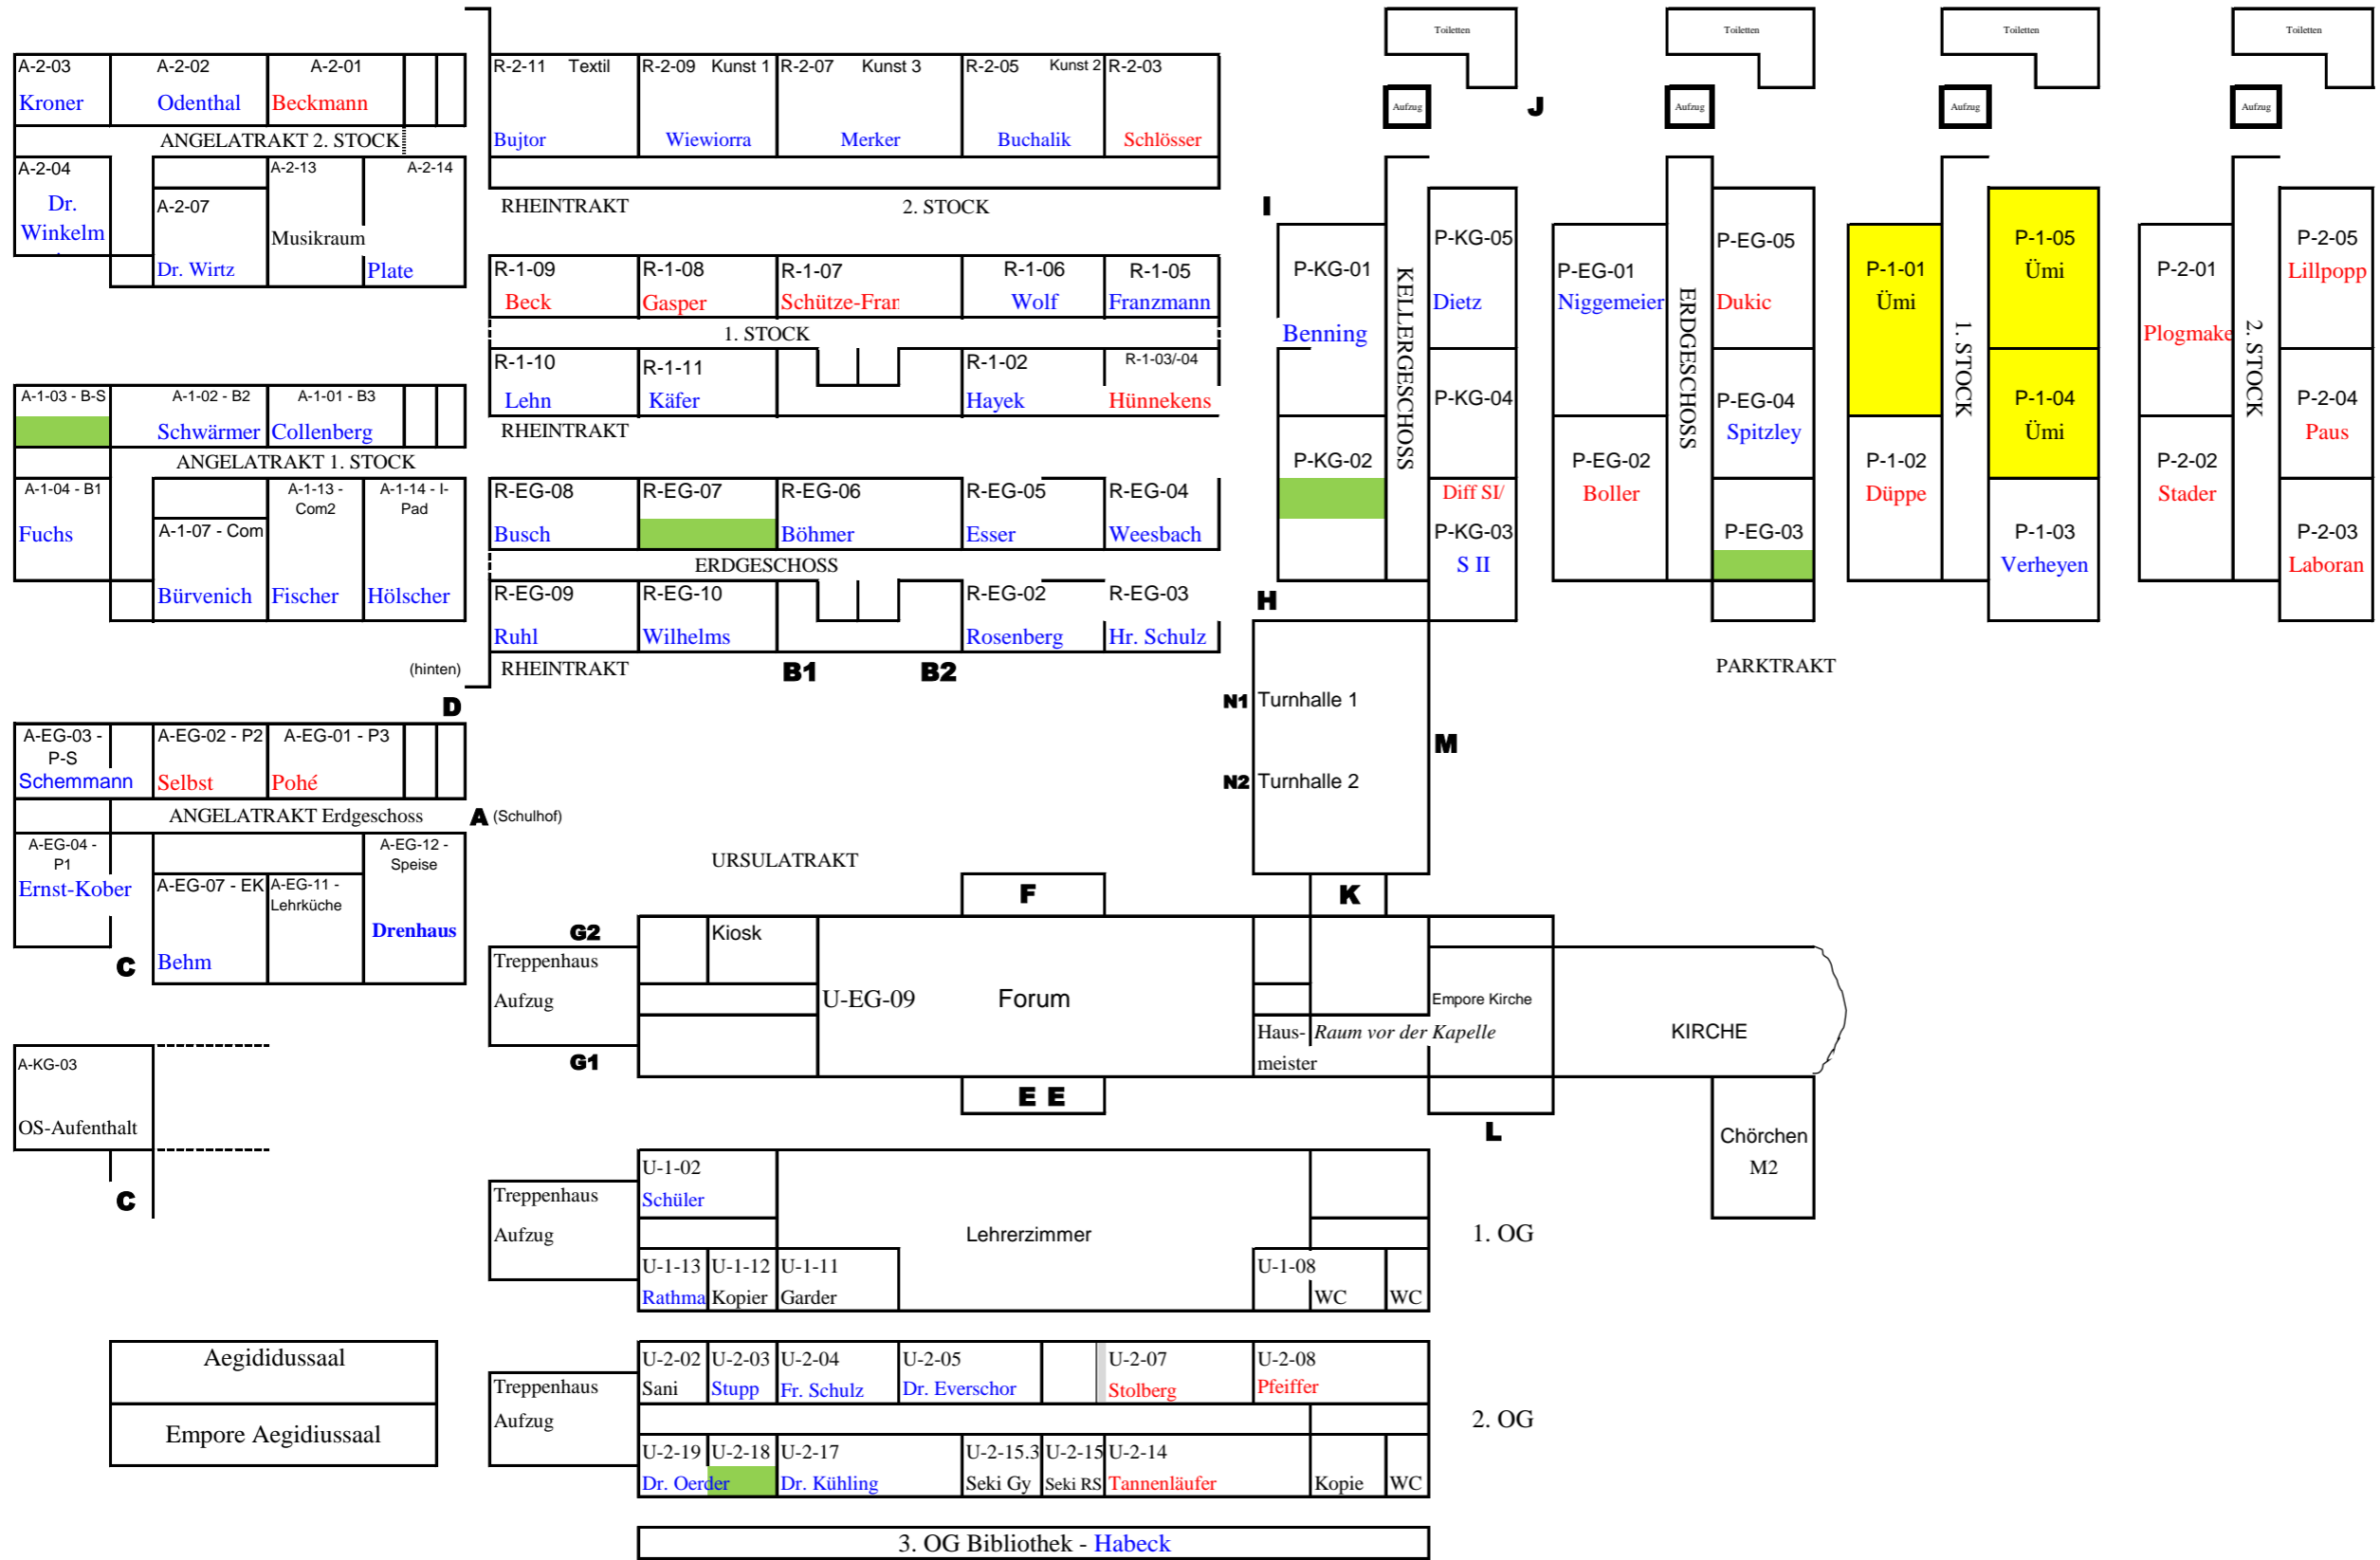 Toiletten
Toiletten
Toiletten
Toiletten
Aufzug
Aufzug
Aufzug
Aufzug
J
A-2-03
Kroner
A-2-02
Odenthal
A-2-01
Beckmann
ANGELATRAKT 2. STOCK
A-2-04
Dr.
Winkelm
A-2-07
Dr. Wirtz
A-2-13
Musikraum
A-2-14
Plate
R-2-11 Textil
Bujtor
R-2-09 Kunst 1
Wiewiorra
R-2-07 Kunst 3
Merker
R-2-05 Kunst 2
Buchalik
R-2-03
Schlösser
RHEINTRAKT 2. STOCK
R-1-09
Beck
R-1-08
Gasper
R-1-07
Schütze-Fran
R-1-06
Wolf
R-1-05
Franzmann
1. STOCK
R-1-10
Lehn
R-1-11
Käfer
R-1-02
Hayek
R-1-03/-04
Hünnekens
RHEINTRAKT
A-1-03 - B-S
A-1-02 - B2
Schwärmer
A-1-01 - B3
Collenberg
ANGELATRAKT 1. STOCK
A-1-04 - B1
Fuchs
A-1-07 - Com
Bürvenich
A-1-13 -
Com2
Fischer
A-1-14 - I-
Pad
Hölscher
R-EG-08
Busch
R-EG-07
R-EG-06
Böhmer
R-EG-05
Esser
R-EG-04
Weesbach
ERDGESCHOSS
R-EG-09
Ruhl
R-EG-10
Wilhelms
R-EG-02
Rosenberg
R-EG-03
Hr. Schulz
RHEINTRAKT
B1
B2
(hinten)
D
I
P-KG-01
Benning
P-KG-02
KELLERGESCHOSS
P-KG-05
Dietz
P-KG-04
Diff SI/
P-KG-03
S II
P-EG-01
Niggemeier
P-EG-02
Boller
ERDGESCHOSS
P-EG-05
Dukic
P-EG-04
Spitzley
P-EG-03
P-1-01
Ümi
P-1-02
Düppe
1. STOCK
P-1-05
Ümi
P-1-04
Ümi
P-1-03
Verheyen
P-2-01
Plogmake
P-2-02
Stader
2. STOCK
P-2-05
Lillpopp
P-2-04
Paus
P-2-03
Laboran
PARKTRAKT
H
N1 Turnhalle 1
M
N2 Turnhalle 2
A-EG-03 -
P-S
Schemmann
A-EG-02 - P2
Selbst
A-EG-01 - P3
Pohé
ANGELATRAKT Erdgeschoss
A (Schulhof)
A-EG-04 -
P1
Ernst-Kober
A-EG-07 - EK
Behm
A-EG-11 -
Lehrküche
A-EG-12 -
Speise
Drenhaus
C
URSULATRAKT
F
K
G2
Treppenhaus
Aufzug
G1
Kiosk
U-EG-09
Forum
Haus-
meister
Raum vor der Kapelle
Empore Kirche
KIRCHE
E E
L
Chörchen
M2
A-KG-03
OS-Aufenthalt
C
Treppenhaus
Aufzug
U-1-02
Schüler
Lehrerzimmer
1. OG
U-1-13
Rathma
U-1-12
Kopier
U-1-11
Garder
U-1-08
WC
WC
Aegididussaal
Empore Aegidiussaal
Treppenhaus
Aufzug
U-2-02
Sani
U-2-03
Stupp
U-2-04
Fr. Schulz
U-2-05
Dr. Everschor
U-2-07
Stolberg
U-2-08
Pfeiffer
2. OG
U-2-19
Dr. Oerder
U-2-18
U-2-17
Dr. Kühling
U-2-15.3
Seki Gy
U-2-15
Seki RS
U-2-14
Tannenläufer
Kopie
WC
3. OG Bibliothek - Habeck